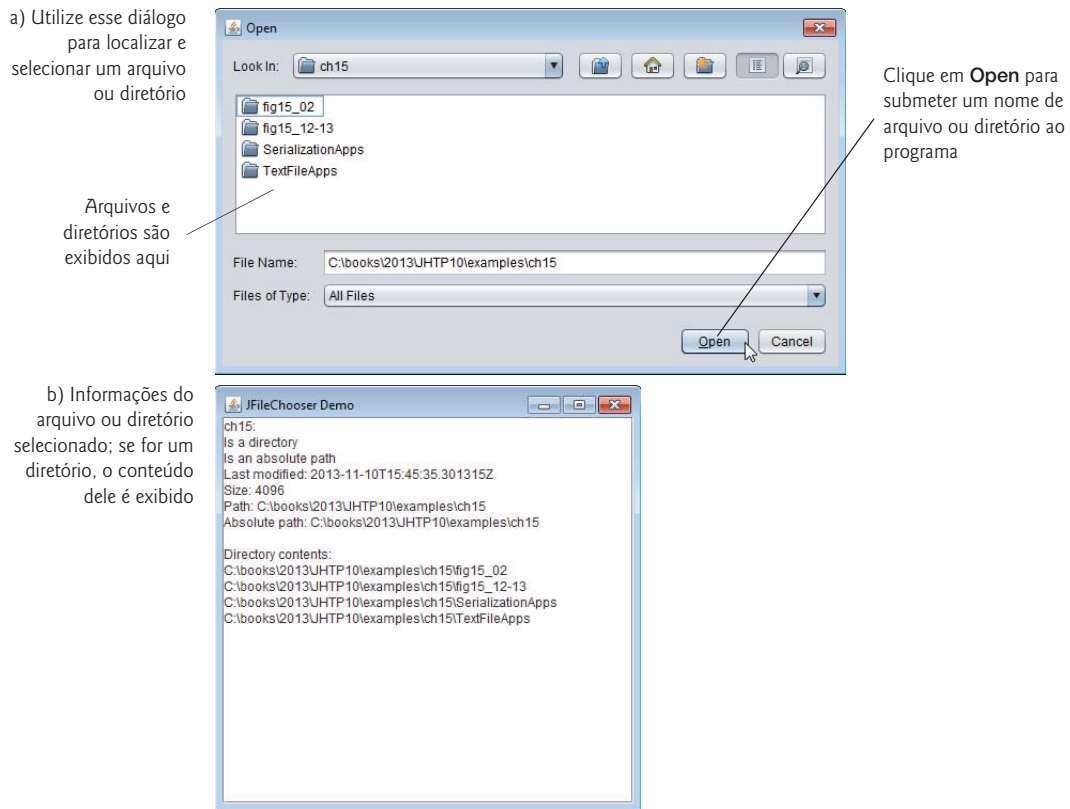 a) Utilize esse diálogo
para localizar e
selecionar um arquivo
ou diretório
Open
Look In:
ch15
fig15_02
fig15_12-13
SerializationApps
TextFileApps
Arquivos e
diretórios são
exibidos aqui
File Name:
C:\books\2013\JHTP10\examples\ch15
Files of Type:
All Files
Open
Cancel
Clique em Open para
submeter um nome de
arquivo ou diretório ao
programa
b) Informações do
arquivo ou diretório
selecionado; se for um
diretório, o conteúdo
dele é exibido
JFileChooser Demo
ch15:
Is a directory
Is an absolute path
Last modified: 2013-11-10T15:45:35.301315Z
Size: 4096
Path: C:\books\2013\JHTP10\examples\ch15
Absolute path: C:\books\2013\JHTP10\examples\ch15
Directory contents:
C:\books\2013\JHTP10\examples\ch15\fig15_02
C:\books\2013\JHTP10\examples\ch15\fig15_12-13
C:\books\2013\JHTP10\examples\ch15\SerializationApps
C:\books\2013\JHTP10\examples\ch15\TextFileApps